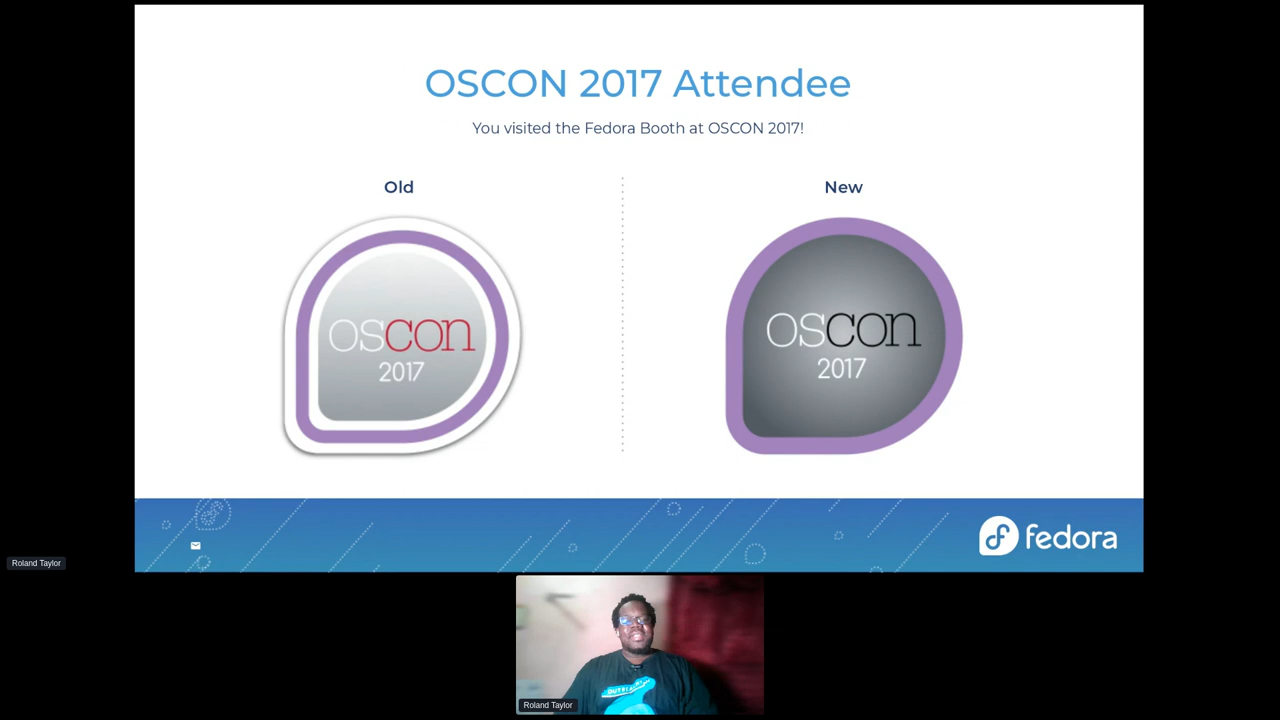 OSCON 2017 Attendee
You visited the Fedora Booth at OSCON 2017!
Old
New
oscon
2017
oscon
2017
fedora
Roland Taylor
Roland Taylor